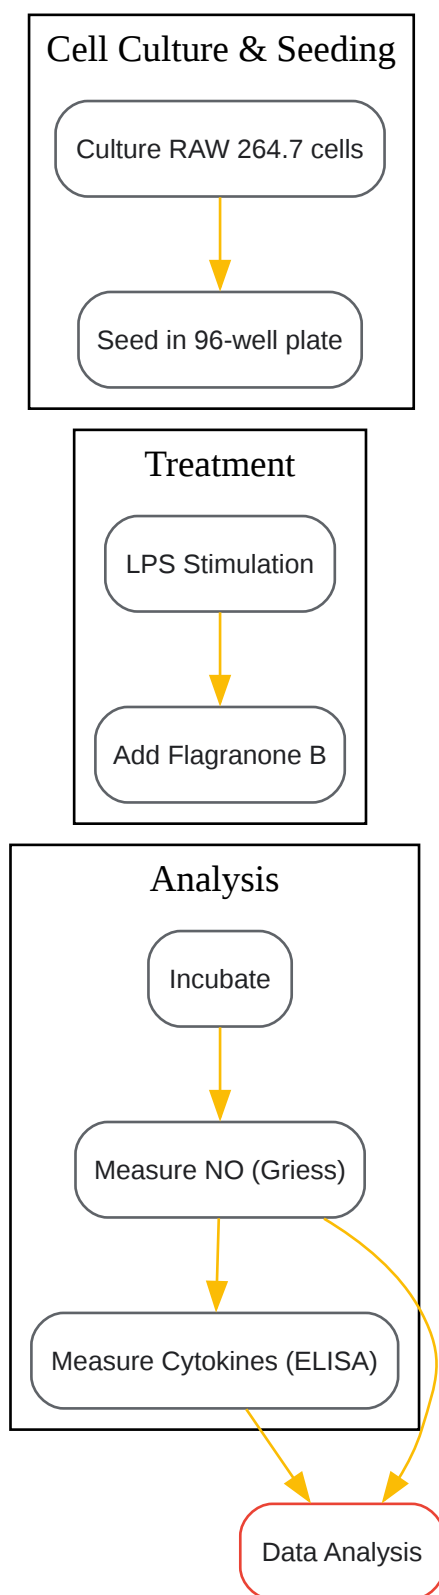 Cell Culture & Seeding
Culture RAW 264.7 cells
Seed in 96-well plate
Treatment
LPS Stimulation
Add Flagranone B
Analysis
Incubate
Measure NO (Griess)
Measure Cytokines (ELISA)
Data Analysis